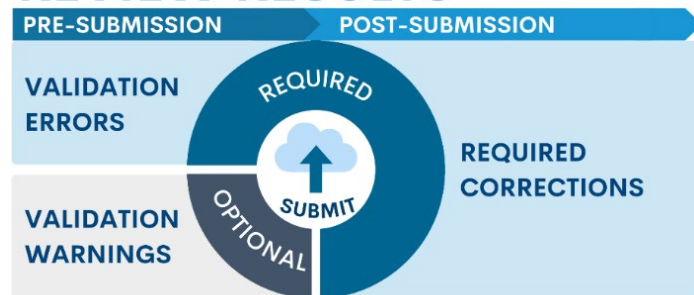 PRE-SUBMISSION
POST-SUBMISSION
VALIDATION
ERRORS
REQUIRED
SUBMIT
OPTIONAL
VALIDATION
WARNINGS
REQUIRED
CORRECTIONS